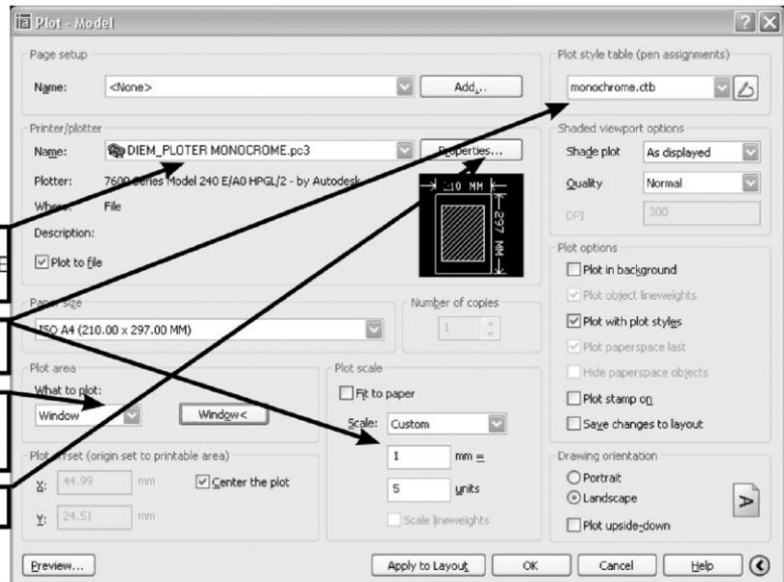 Plot - Model
Page setup
Name: <None> Add...
Plot style table (pen assignments)
monochrome.ctb
Printer/plotter
Name: DIEM_PLOTER MONOCROME.pc3 Properties...
Plotter: 7600 Series Model 240 E/A0 HPGL/2 - by Autodesk
Where: File
Description:
Plot to file
210 MM
297 MM
Shaded viewport options
Shade plot As displayed
Quality Normal
DPI 300
Paper size
ISO A4 (210.00 x 297.00 MM)
Number of copies
1
Plot area
What to plot:
Window Window<
Plot scale
Fit to paper
Scale: Custom
1 mm =
5 units
Scale lineweights
Plot offset (origin set to printable area)
X: 44.99 mm Center the plot
Y: 24.51 mm
Plot options
Plot in background
Plot object lineweights
Plot with plot styles
Plot paperspace last
Hide paperspace objects
Plot stamp on
Save changes to layout
Drawing orientation
Portrait
Landscape
Plot upside-down
A
Preview... Apply to Layout OK Cancel Help